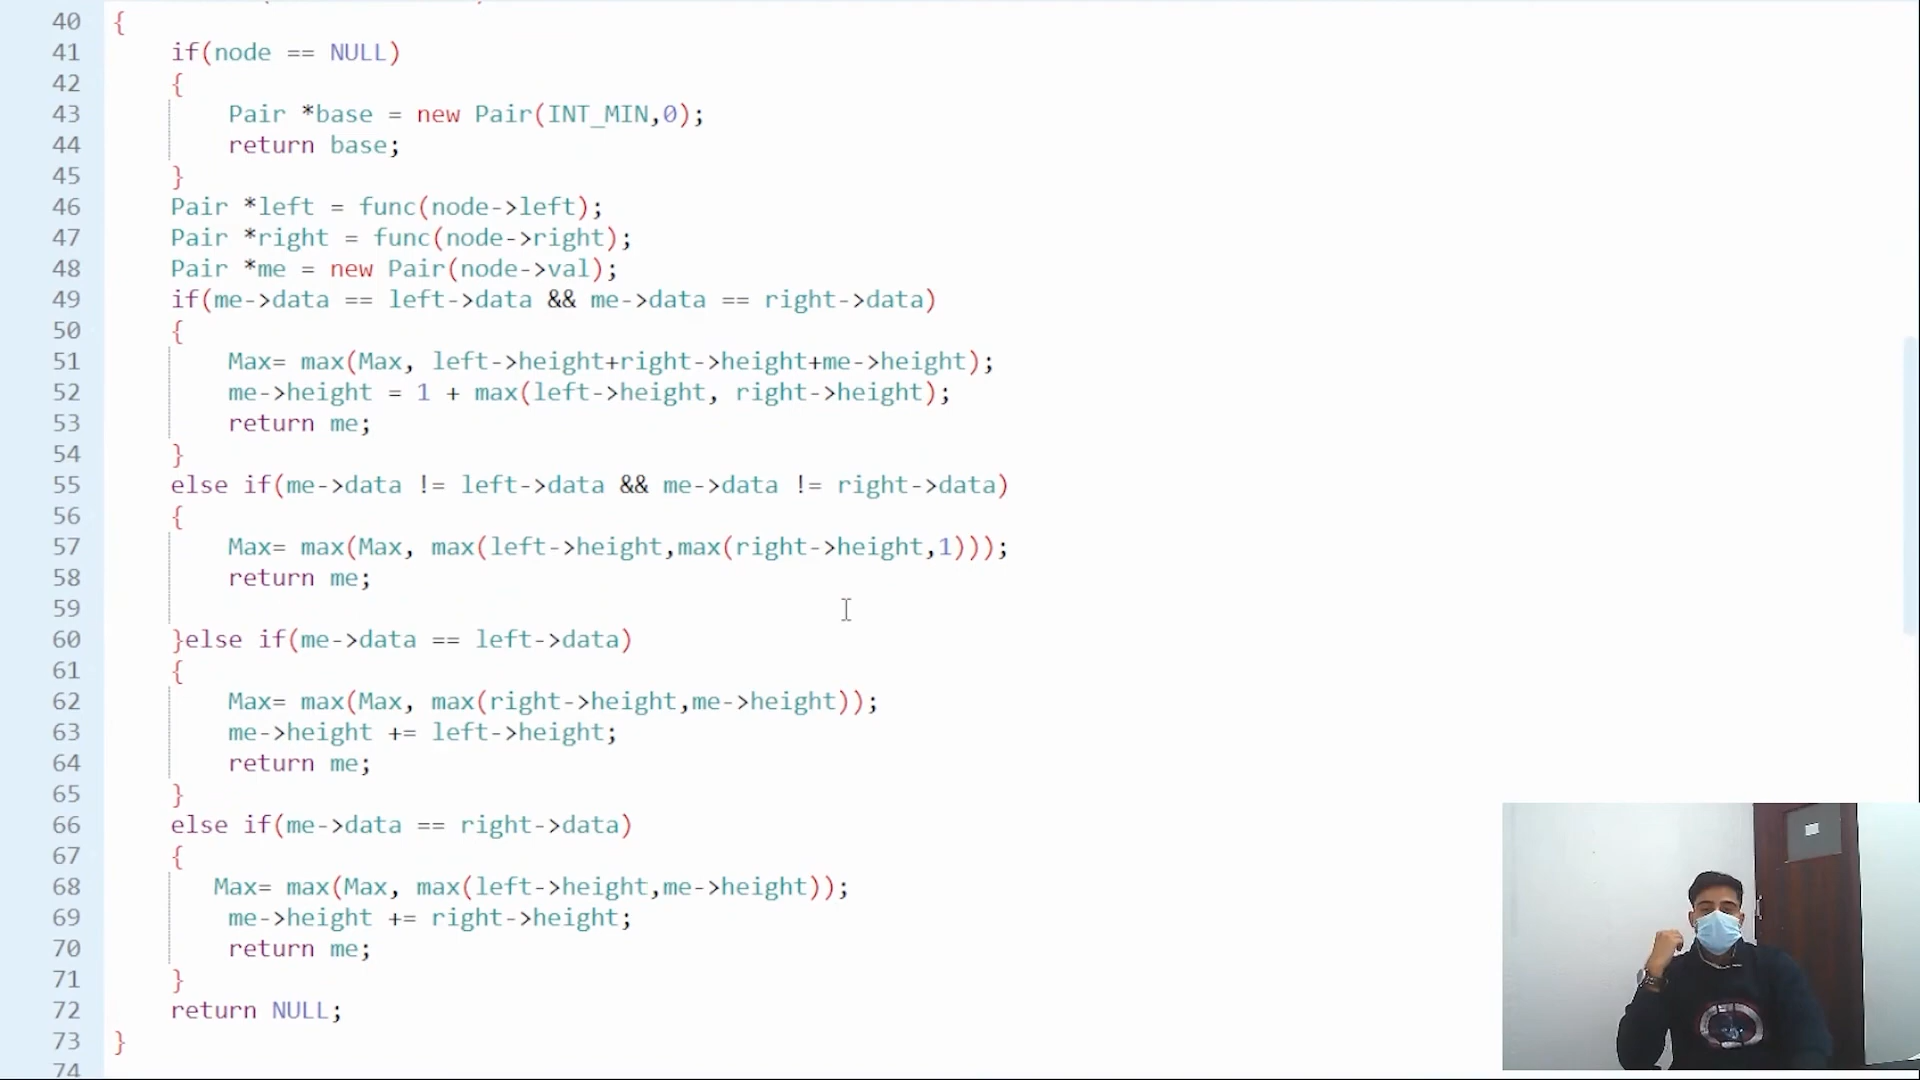 40 {
41 if(node == NULL)
42 {
43 Pair *base = new Pair(INT_MIN,0);
44 return base;
45 }
46 Pair *left = func(node->left);
47 Pair *right = func(node->right);
48 Pair *me = new Pair(node->val);
49 if(me->data == left->data && me->data == right->data)
50 {
51 Max= max(Max, left->height+right->height+me->height);
52 me->height = 1 + max(left->height, right->height);
53 return me;
54 }
55 else if(me->data != left->data && me->data != right->data)
56 {
57 Max= max(Max, max(left->height,max(right->height,1)));
58 return me;
59
60 }else if(me->data == left->data)
61 {
62 Max= max(Max, max(right->height,me->height));
63 me->height += left->height;
64 return me;
65 }
66 else if(me->data == right->data)
67 {
68 Max= max(Max, max(left->height,me->height));
69 me->height += right->height;
70 return me;
71 }
72 return NULL;
73 }
74